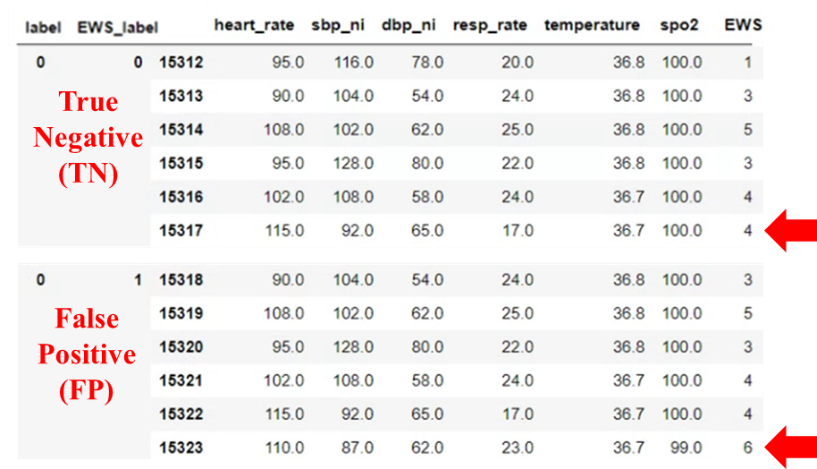 label EWS_label heart_rate sbp_ni dbp_ni resp_rate temperature spo2 EWS
0 0 15312 95.0 116.0 78.0 20.0 36.8 100.0 1
15313 90.0 104.0 54.0 24.0 36.8 100.0 3
15314 108.0 102.0 62.0 25.0 36.8 100.0 5
15315 95.0 128.0 80.0 22.0 36.8 100.0 3
15316 102.0 108.0 58.0 24.0 36.7 100.0 4
15317 115.0 92.0 65.0 17.0 36.7 100.0 4
True
Negative
(TN)
0 1 15318 90.0 104.0 54.0 24.0 36.8 100.0 3
15319 108.0 102.0 62.0 25.0 36.8 100.0 5
15320 95.0 128.0 80.0 22.0 36.8 100.0 3
15321 102.0 108.0 58.0 24.0 36.7 100.0 4
15322 115.0 92.0 65.0 17.0 36.7 100.0 4
15323 110.0 87.0 62.0 23.0 36.7 99.0 6
False
Positive
(FP)